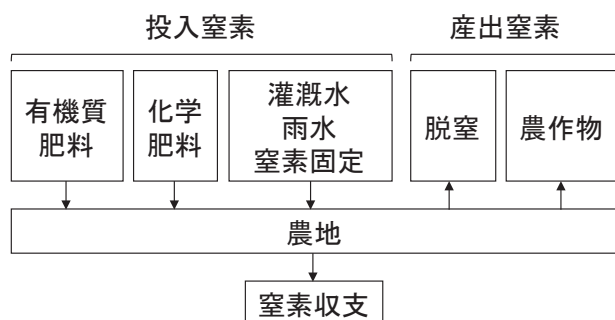 投入窒素
産出窒素
有機質
肥料
化学
肥料
灌漑水
雨水
窒素固定
脱窒
農作物
農地
窒素収支